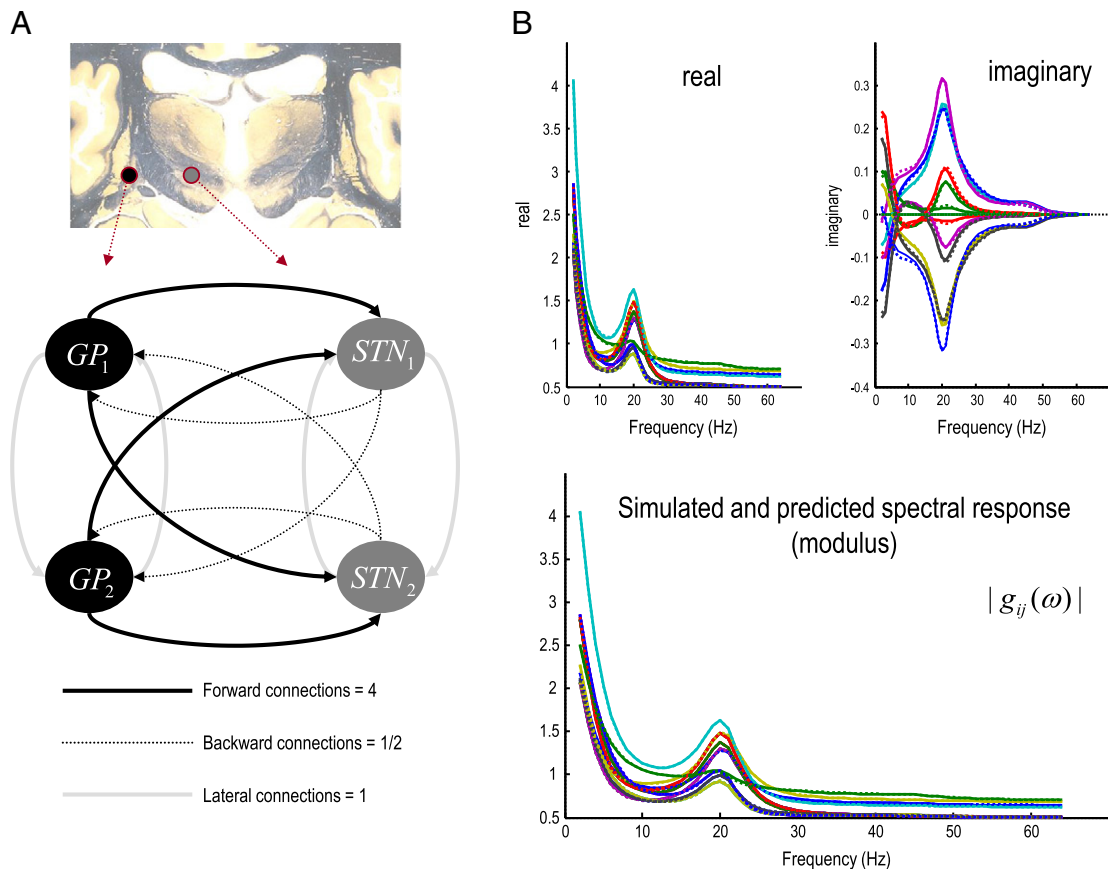 A
GP1
STN1
GP2
STN2
Forward connections = 4
Backward connections = 1/2
Lateral connections = 1
B
real
real
4
3.5
3
2.5
2
1.5
1
0.5
0 10 20 30 40 50 60
Frequency (Hz)
imaginary
imaginary
0.3
0.2
0.1
0
-0.1
-0.2
-0.3
-0.4
0 10 20 30 40 50 60
Frequency (Hz)
Simulated and predicted spectral response
(modulus)
| gij(ω) |
4
3.5
3
2.5
2
1.5
1
0.5
0 10 20 30 40 50 60
Frequency (Hz)